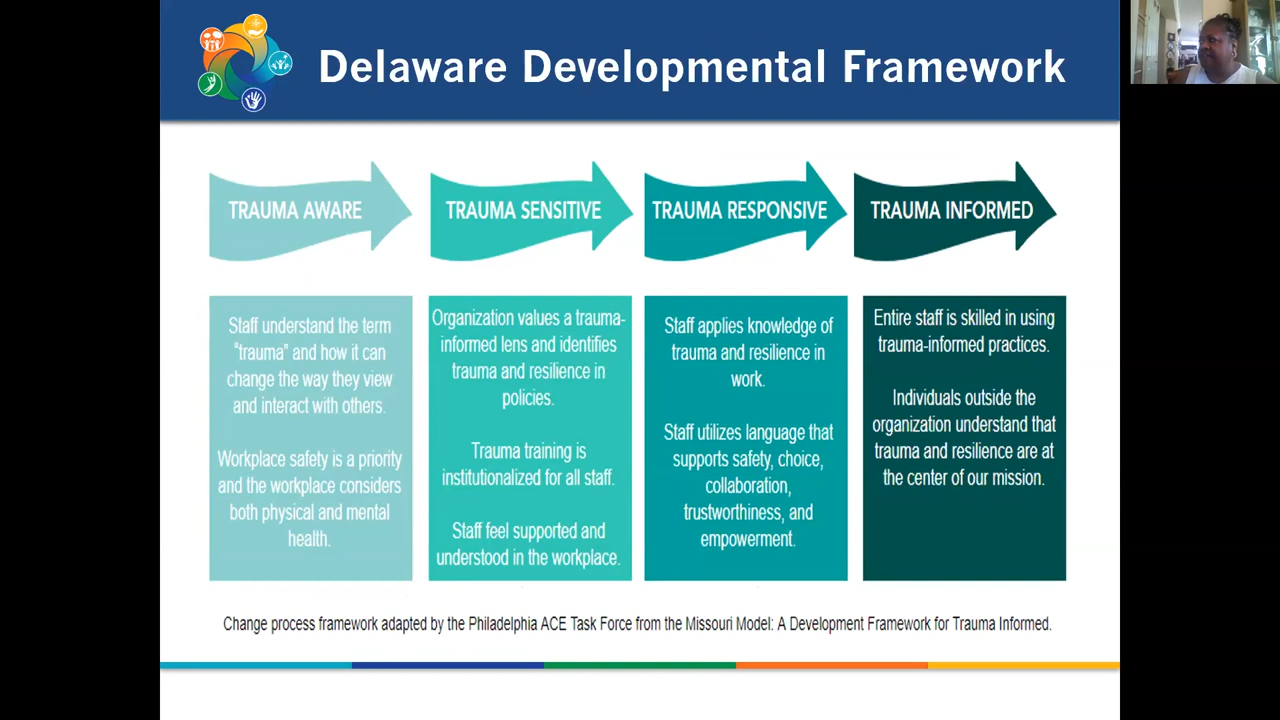 Delaware Developmental Framework
TRAUMA AWARE
TRAUMA SENSITIVE
TRAUMA RESPONSIVE
TRAUMA INFORMED
Staff understand the term
“trauma” and how it can
change the way they view
and interact with others.
Workplace safety is a priority
and the workplace considers
both physical and mental
health.
Organization values a trauma-
informed lens and identifies
trauma and resilience in
policies.
Trauma training is
institutionalized for all staff.
Staff feel supported and
understood in the workplace.
Staff applies knowledge of
trauma and resilience in
work.
Staff utilizes language that
supports safety, choice,
collaboration,
trustworthiness, and
empowerment.
Entire staff is skilled in using
trauma-informed practices.
Individuals outside the
organization understand that
trauma and resilience are at
the center of our mission.
Change process framework adapted by the Philadelphia ACE Task Force from the Missouri Model: A Development Framework for Trauma Informed.